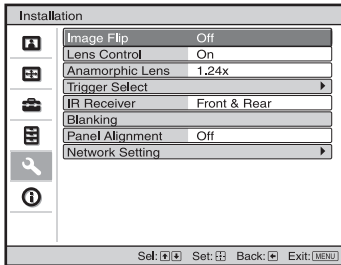 Installation
Image Flip Off
Lens Control On
Anamorphic Lens 1.24x
Trigger Select
IR Receiver Front & Rear
Blanking
Panel Alignment Off
Network Setting
Sel: Set: Back: Exit: MENU